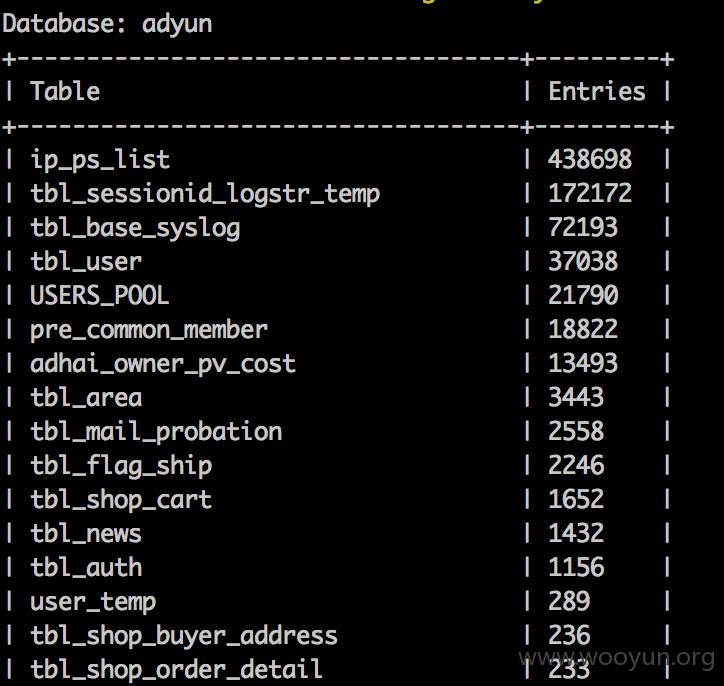 Database: adyun
+------------------------------------+---------+
| Table | Entries |
+------------------------------------+---------+
| ip_ps_list | 438698 |
| tbl_sessionid_logstr_temp | 172172 |
| tbl_base_syslog | 72193 |
| tbl_user | 37038 |
| USERS_POOL | 21790 |
| pre_common_member | 18822 |
| adhai_owner_pv_cost | 13493 |
| tbl_area | 3443 |
| tbl_mail_probation | 2558 |
| tbl_flag_ship | 2246 |
| tbl_shop_cart | 1652 |
| tbl_news | 1432 |
| tbl_auth | 1156 |
| user_temp | 289 |
| tbl_shop_buyer_address | 236 |
| tbl_shop_order_detail | 233 |
www.wooyun.org